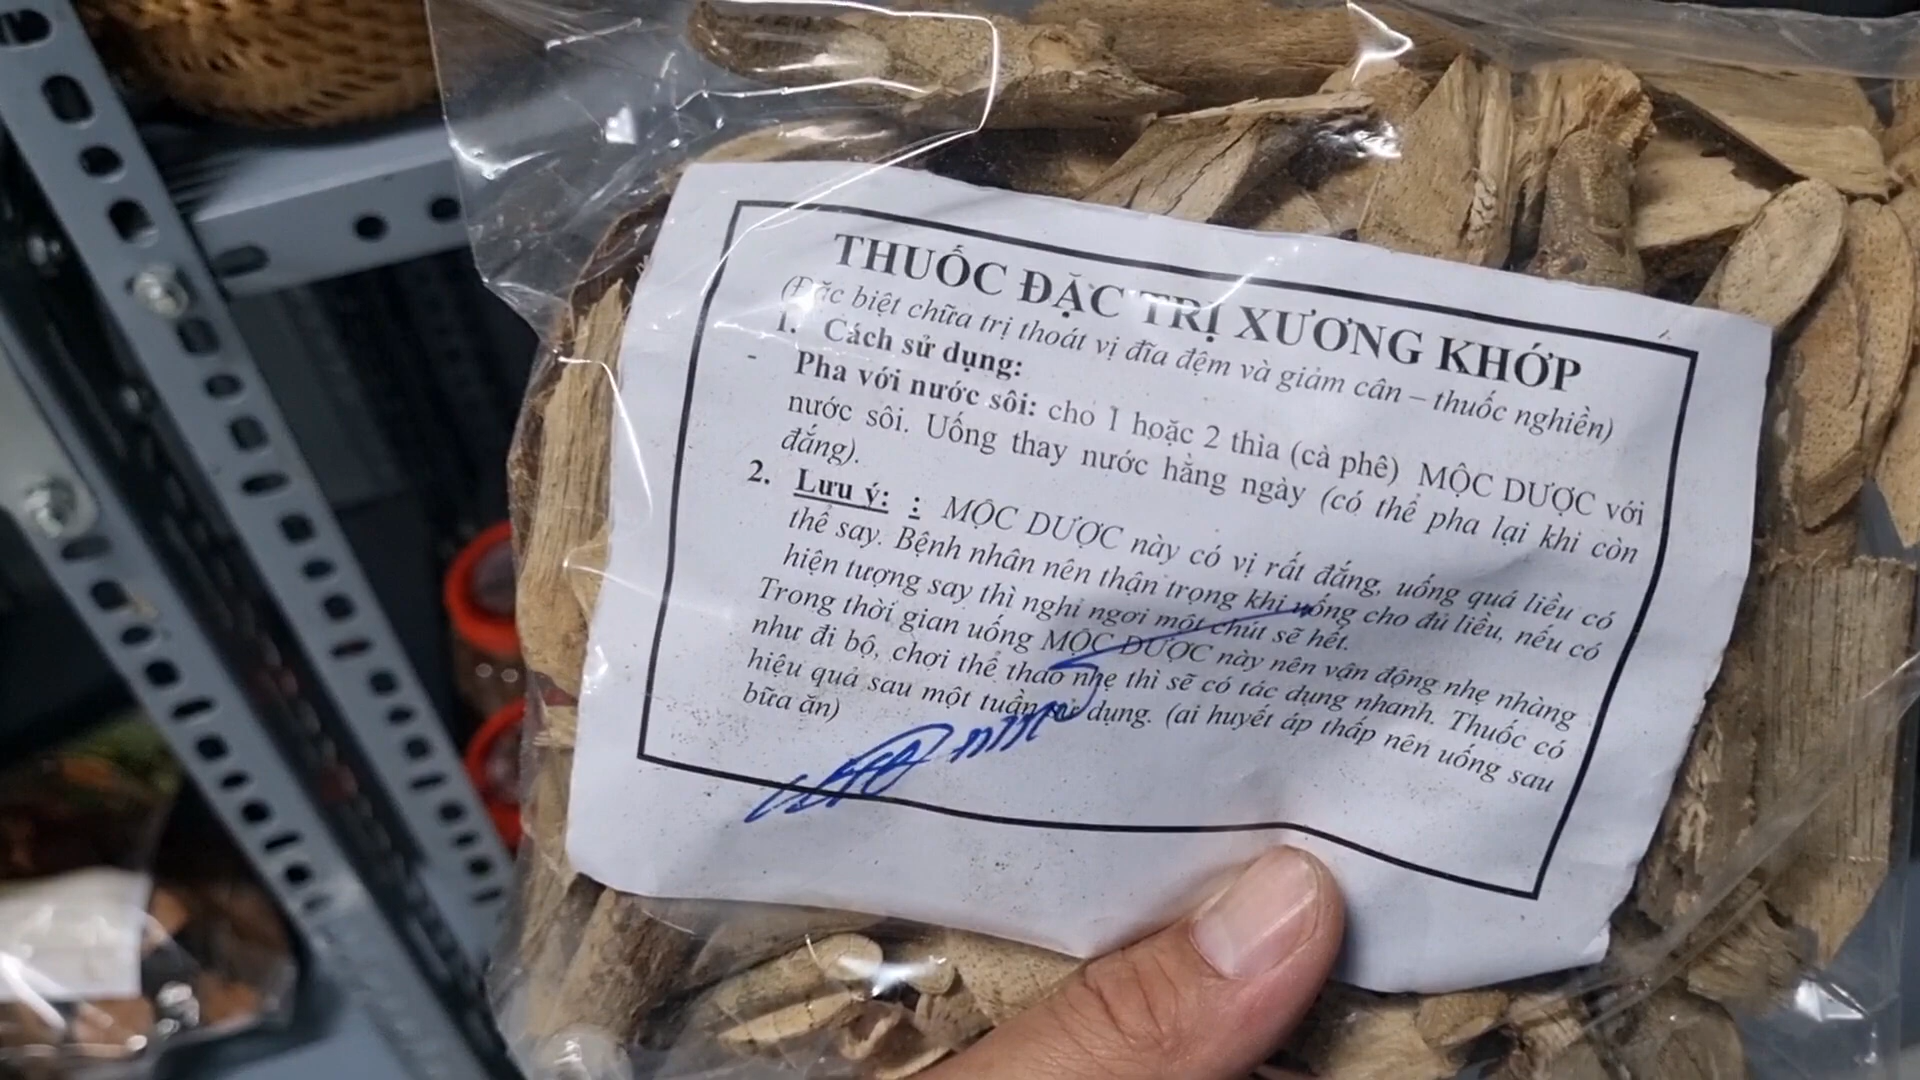 THUỐC ĐẶC TRỊ XƯƠNG KHỚP
(Đặc biệt chữa trị thoát vị đĩa đệm và giảm cân – thuốc nghiền)
1. Cách sử dụng:
- Pha với nước sôi: cho 1 hoặc 2 thìa (cà phê) MỘC DƯỢC với
nước sôi. Uống thay nước hằng ngày (có thể pha lại khi còn
đắng).
2. Lưu ý: : MỘC DƯỢC này có vị rất đắng, uống quá liều có
thể say. Bệnh nhân nên thận trọng khi uống cho đủ liều, nếu có
hiện tượng say thì nghỉ ngơi một chút sẽ hết.
Trong thời gian uống MỘC DƯỢC này nên vận động nhẹ nhàng
như đi bộ, chơi thể thao nhẹ thì sẽ có tác dụng nhanh. Thuốc có
hiệu quả sau một tuần sử dụng. (ai huyết áp thấp nên uống sau
bữa ăn)